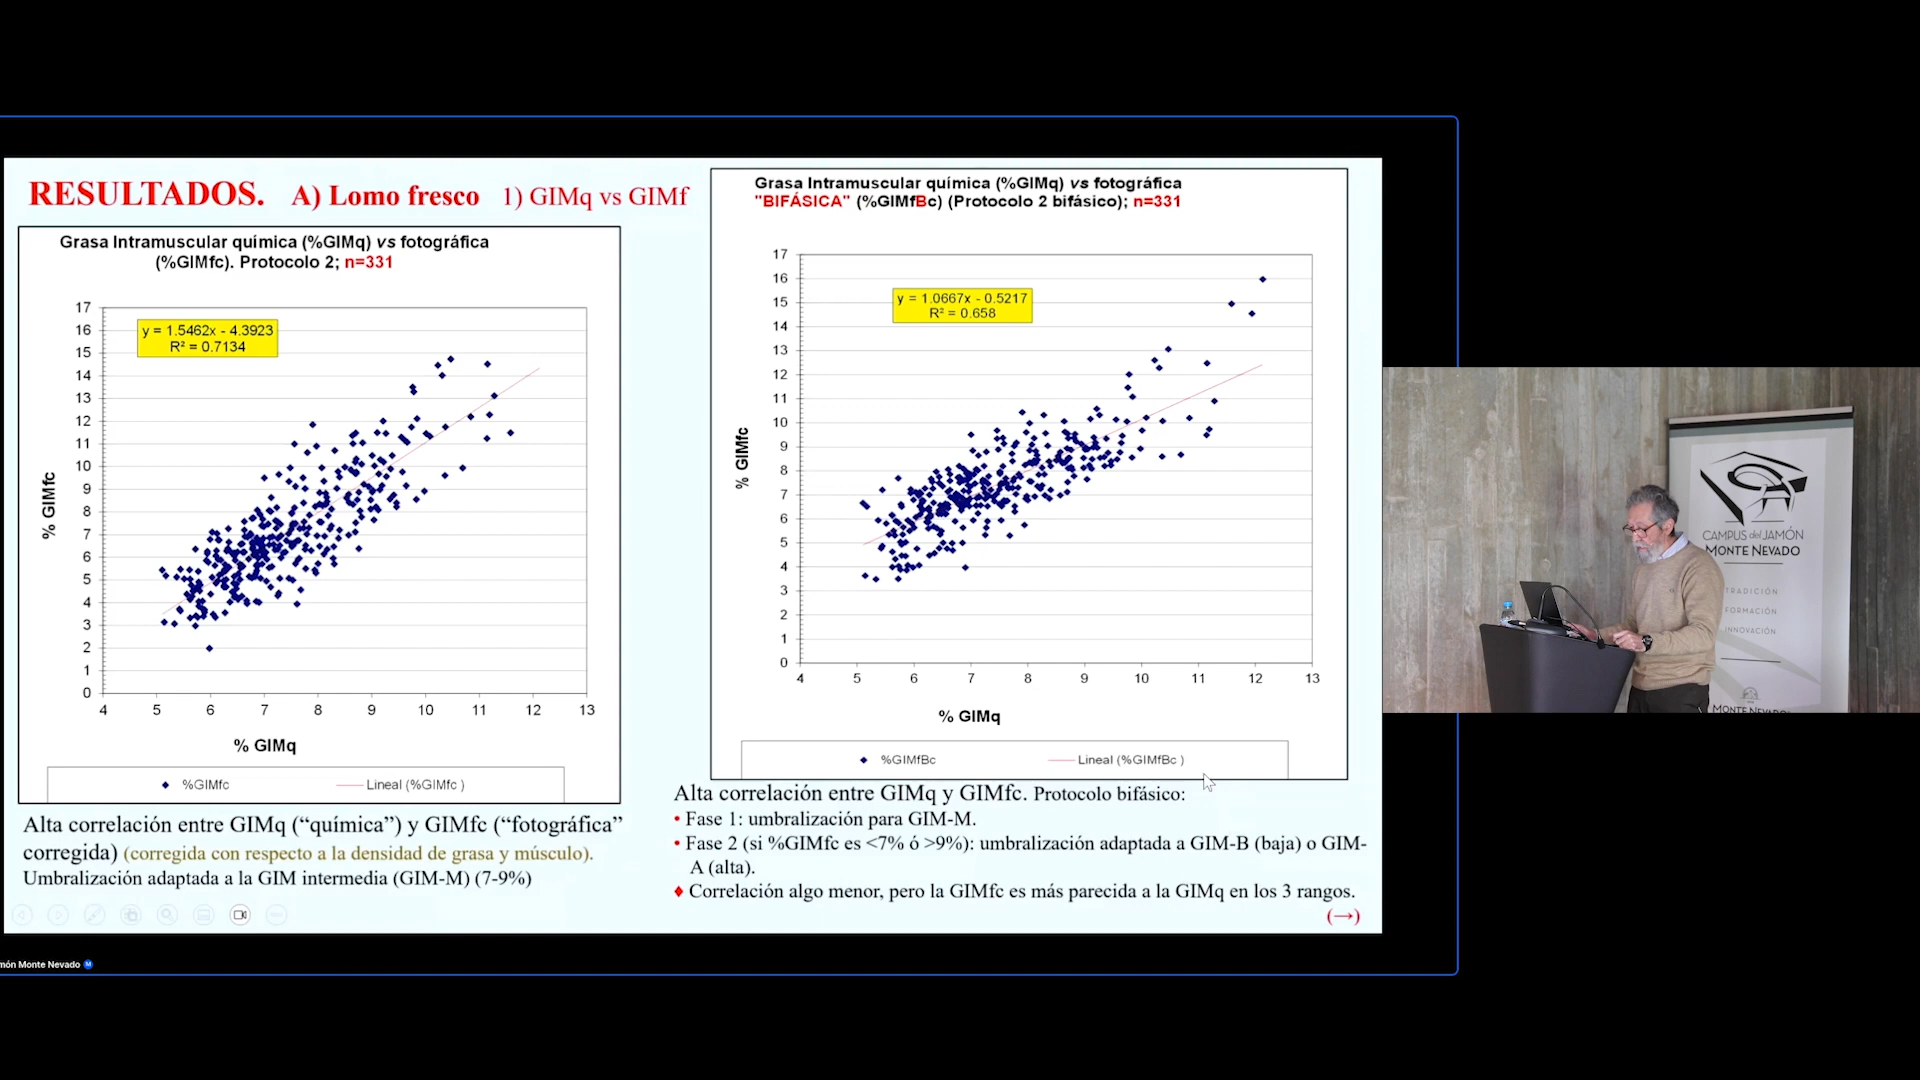 RESULTADOS. A) Lomo fresco 1) GIMq vs GIMf
Grasa Intramuscular química (%GIMq) vs fotográfica
(%GIMfc). Protocolo 2; n=331
17
16
15
14
13
12
11
10
9
8
7
6
5
4
3
2
1
0
y = 1.5462x - 4.3923
R² = 0.7134
% GIMfc
4 5 6 7 8 9 10 11 12 13
% GIMq
%GIMfc Lineal (%GIMfc )
Alta correlación entre GIMq (“química”) y GIMfc (“fotográfica”
corregida) (corregida con respecto a la densidad de grasa y músculo).
Umbralización adaptada a la GIM intermedia (GIM-M) (7-9%)
Grasa Intramuscular química (%GIMq) vs fotográfica
"BIFÁSICA" (%GIMfBc) (Protocolo 2 bifásico); n=331
17
16
15
14
13
12
11
10
9
8
7
6
5
4
3
2
1
0
y = 1.0667x - 0.5217
R² = 0.658
% GIMfc
4 5 6 7 8 9 10 11 12 13
% GIMq
%GIMfBc Lineal (%GIMfBc )
Alta correlación entre GIMq y GIMfc. Protocolo bifásico:
• Fase 1: umbralización para GIM-M.
• Fase 2 (si %GIMfc es <7% ó >9%): umbralización adaptada a GIM-B (baja) o GIM-
A (alta).
♦ Correlación algo menor, pero la GIMfc es más parecida a la GIMq en los 3 rangos.
(→)
CAMPUS del JAMÓN
MONTE NEVADO
TRADICIÓN
FORMACIÓN
INNOVACIÓN
MONTE NEVADO
món Monte Nevado M